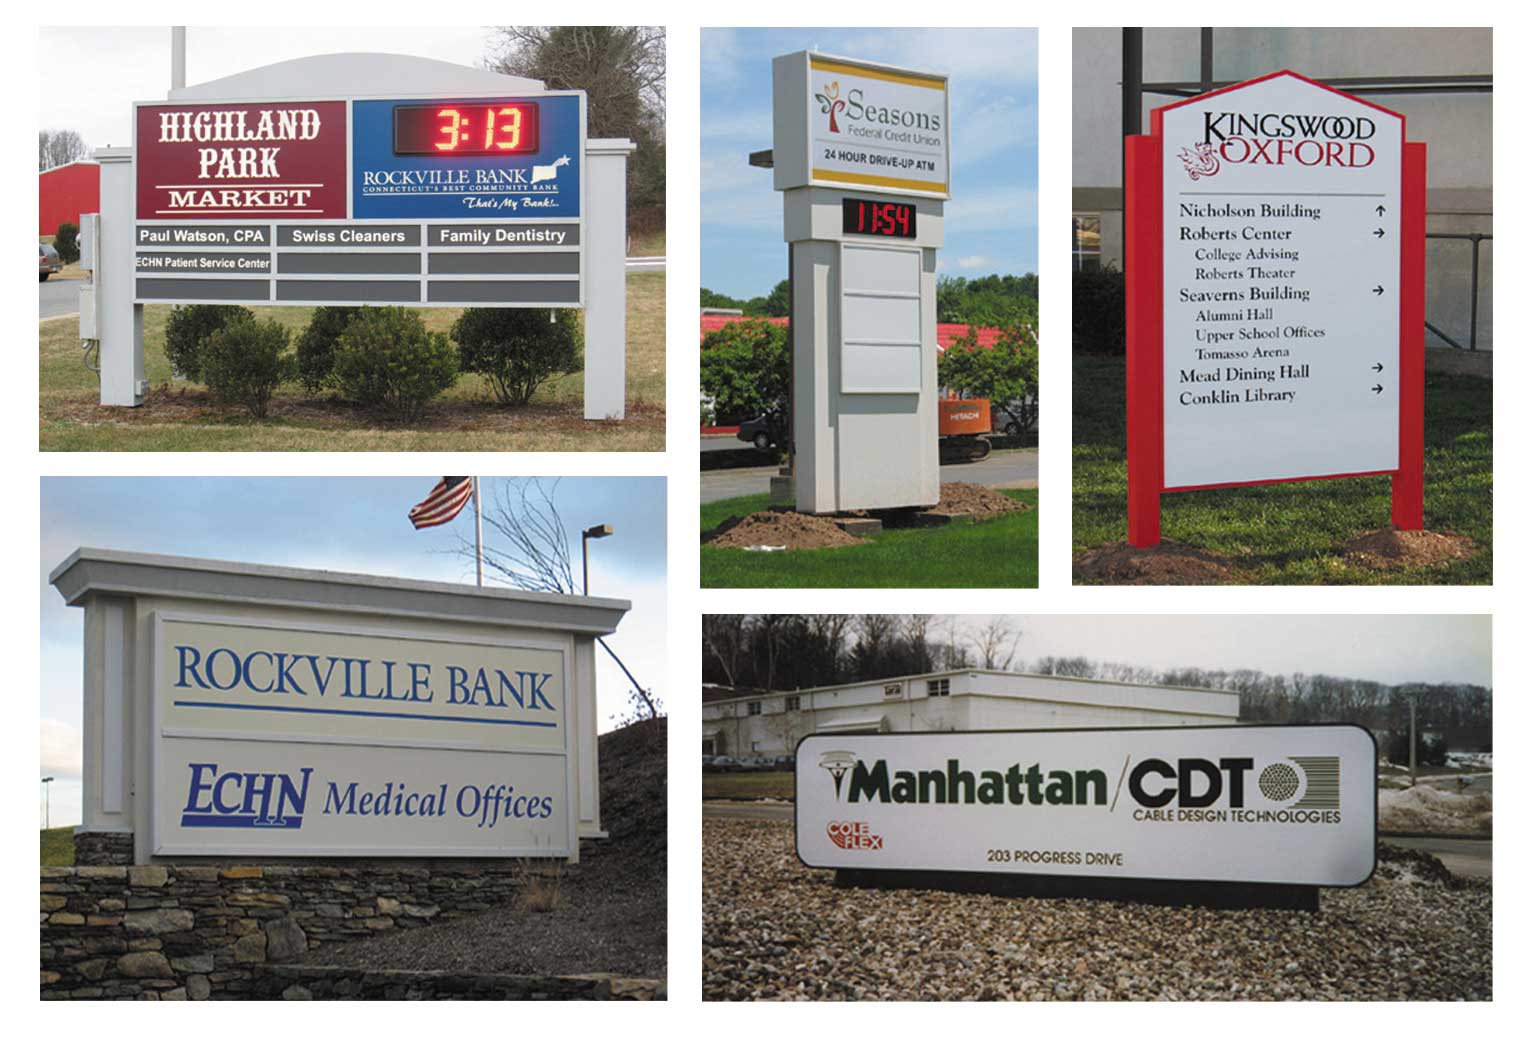 HIGHLAND
PARK
MARKET
3:13
ROCKVILLE BANK
CONNECTICUT'S BEST COMMUNITY BANK
That's My Bank!..
Paul Watson, CPA
Swiss Cleaners
Family Dentistry
ECHN Patient Service Center
Seasons
Federal Credit Union
24 HOUR DRIVE-UP ATM
11:54
HITACHI
KINGSWOOD
OXFORD
Nicholson Building ↑
Roberts Center →
College Advising
Roberts Theater
Seaverns Building →
Alumni Hall
Upper School Offices
Tomasso Arena
Mead Dining Hall →
Conklin Library →
ROCKVILLE BANK
ECHN Medical Offices
Manhattan/CDT
CABLE DESIGN TECHNOLOGIES
COLE
FLEX
203 PROGRESS DRIVE